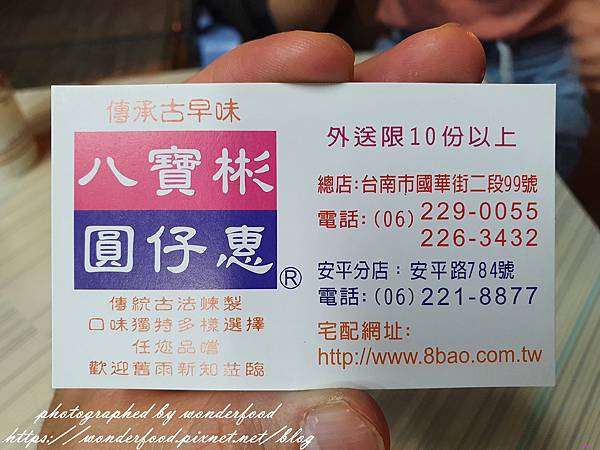 傳承古早味
八寶彬
圓仔惠
®
傳統古法煉製
口味獨特多樣選擇
任您品嚐
歡迎舊雨新知蒞臨
外送限10份以上
總店:台南市國華街二段99號
電話:(06) 229-0055
226-3432
安平分店：安平路784號
電話:(06) 221-8877
宅配網址:
http://www.8bao.com.tw
photographed by wonderfood
https://wonderfood.pixnet.net/blog